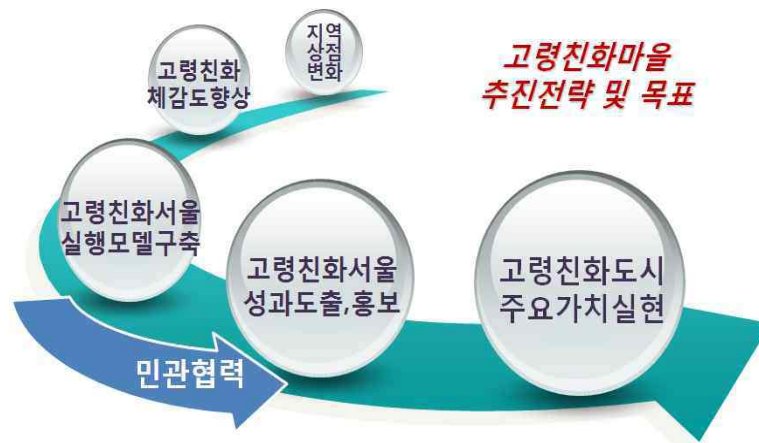 지역
상점
변화
고령친화
체감도향상
고령친화마을
추진전략 및 목표
고령친화서울
실행모델구축
고령친화서울
성과도출,홍보
고령친화도시
주요가치실현
민관협력